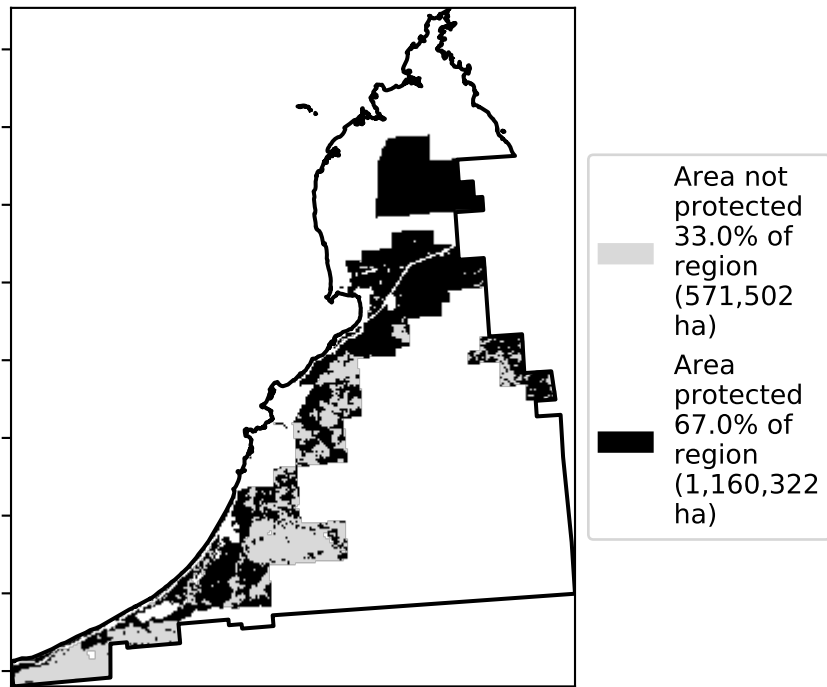 Area not
protected
33.0% of
region
(571,502
ha)
Area
protected
67.0% of
region
(1,160,322
ha)